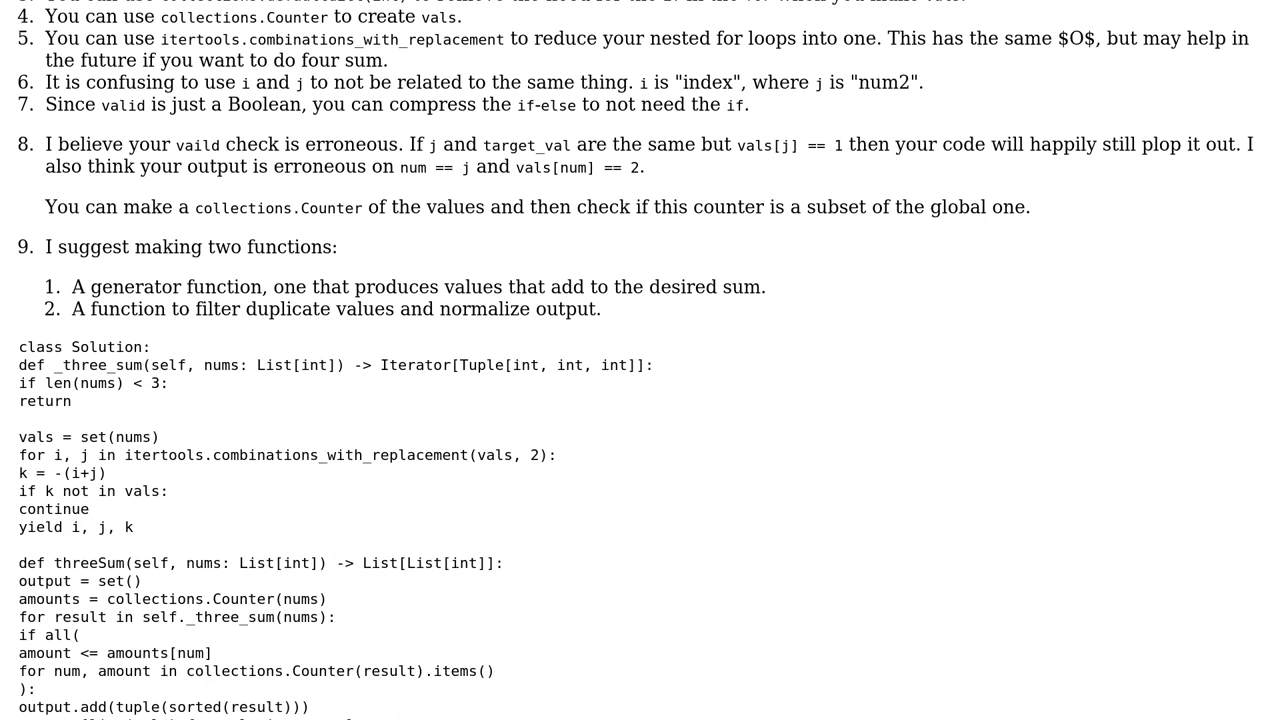 4. You can use collections.Counter to create vals.
5. You can use itertools.combinations_with_replacement to reduce your nested for loops into one. This has the same $O$, but may help in
the future if you want to do four sum.
6. It is confusing to use i and j to not be related to the same thing. i is "index", where j is "num2".
7. Since valid is just a Boolean, you can compress the if-else to not need the if.
8. I believe your vaild check is erroneous. If j and target_val are the same but vals[j] == 1 then your code will happily still plop it out. I
also think your output is erroneous on num == j and vals[num] == 2.
You can make a collections.Counter of the values and then check if this counter is a subset of the global one.
9. I suggest making two functions:
1. A generator function, one that produces values that add to the desired sum.
2. A function to filter duplicate values and normalize output.
class Solution:
def _three_sum(self, nums: List[int]) -> Iterator[Tuple[int, int, int]]:
if len(nums) < 3:
return
vals = set(nums)
for i, j in itertools.combinations_with_replacement(vals, 2):
k = -(i+j)
if k not in vals:
continue
yield i, j, k
def threeSum(self, nums: List[int]) -> List[List[int]]:
output = set()
amounts = collections.Counter(nums)
for result in self._three_sum(nums):
if all(
amount <= amounts[num]
for num, amount in collections.Counter(result).items()
):
output.add(tuple(sorted(result)))